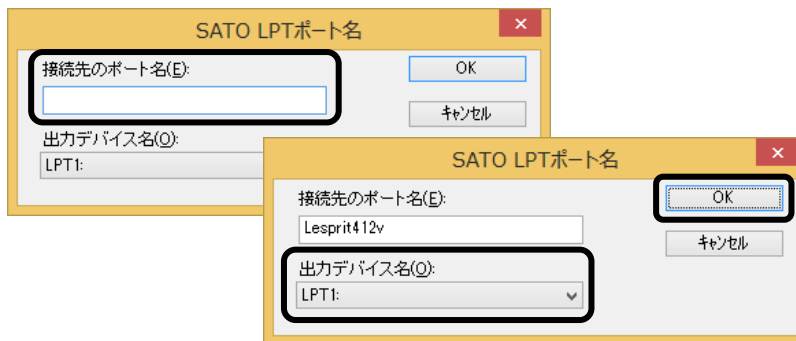 SATO LPTポート名
接続先のポート名(E):
OK
キャンセル
出力デバイス名(O):
LPT1:
SATO LPTポート名
接続先のポート名(E):
OK
Lesprit412v
キャンセル
出力デバイス名(O):
LPT1: